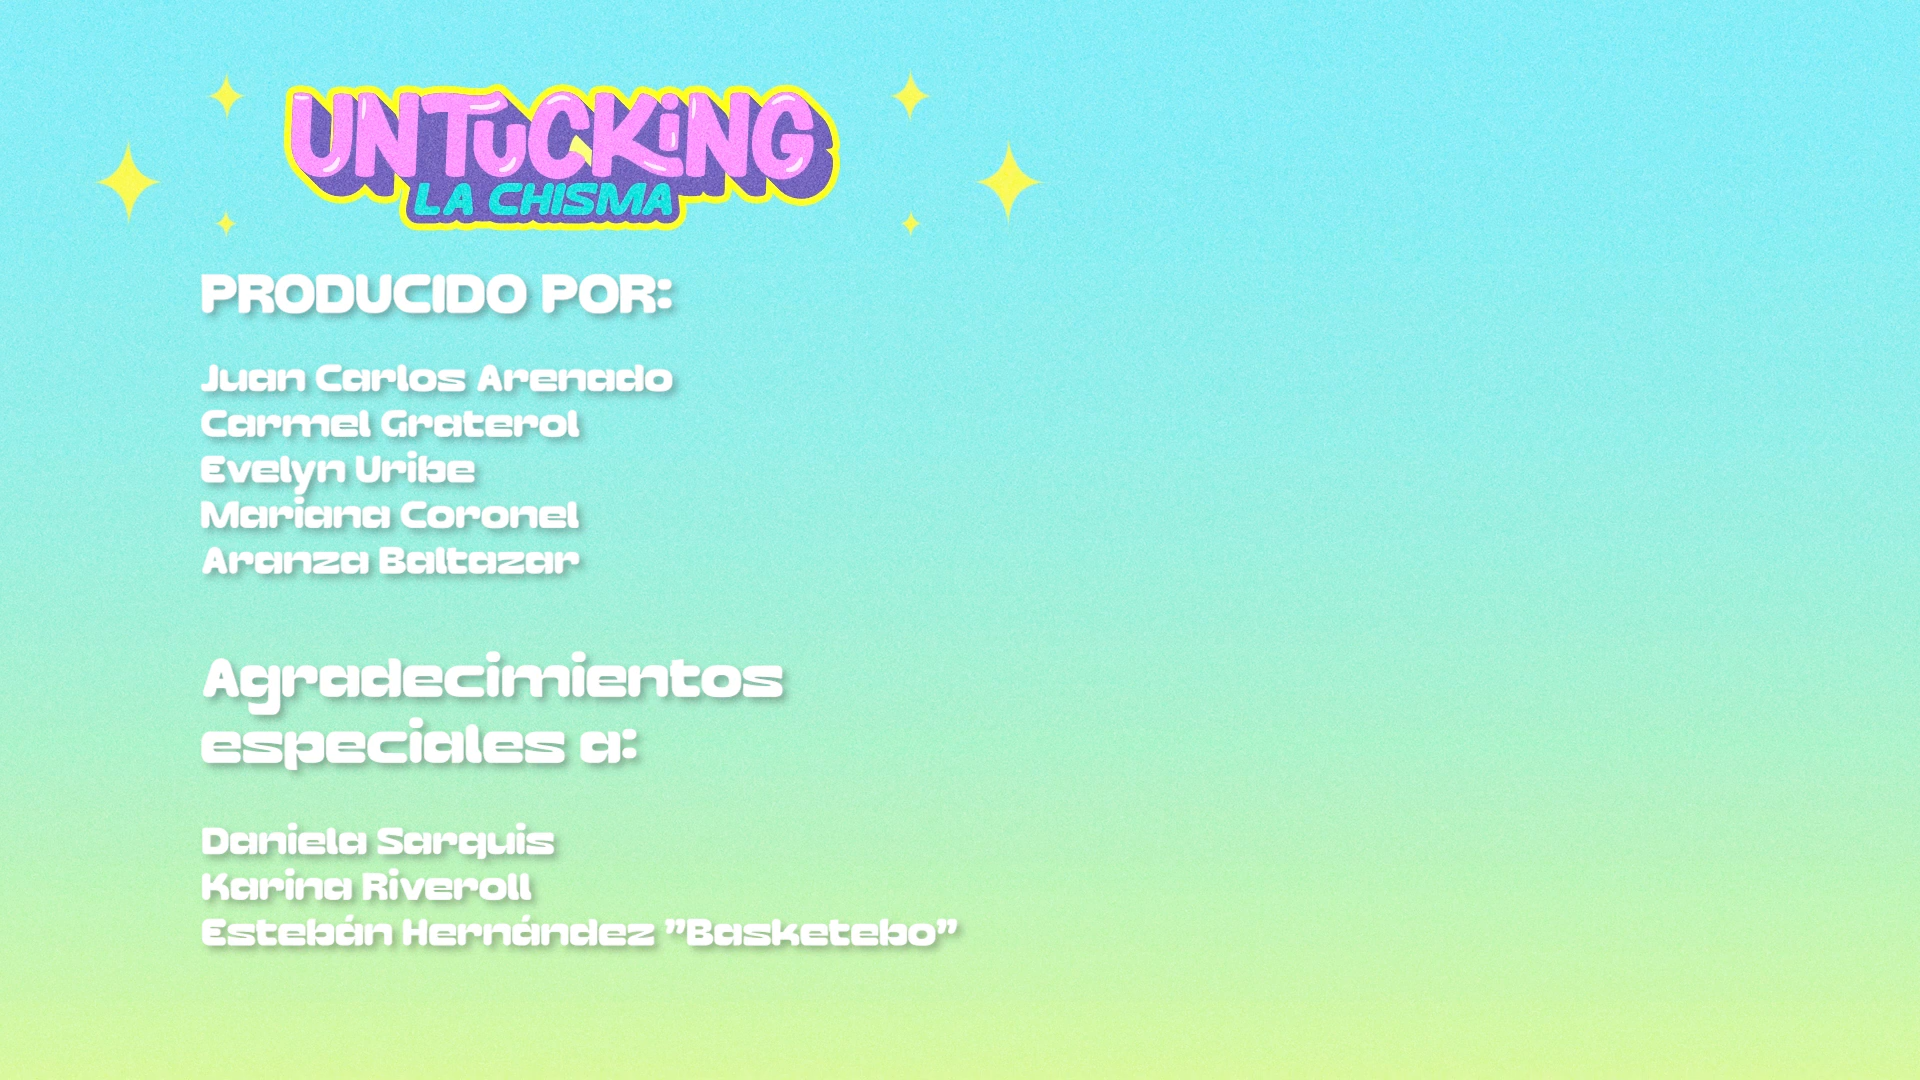 UNTUCKiNG
LA CHISMA
PRODUCIDO POR:
Juan Carlos Arenado
Carmel Graterol
Evelyn Uribe
Mariana Coronel
Aranza Baltazar
Agradecimientos
especiales a:
Daniela Sarquis
Karina Riveroll
Estebán Hernández ”Basketebo”